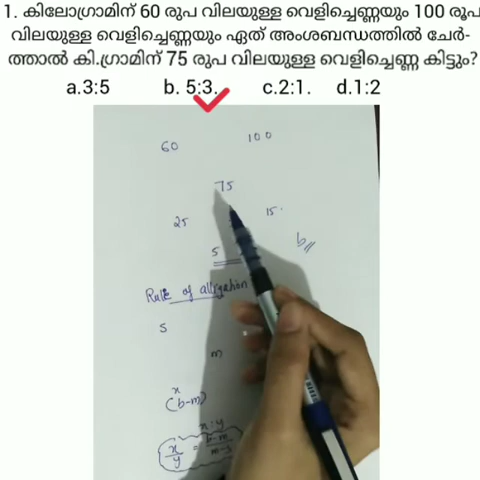 1. കിലോഗ്രാമിന് 60 രൂപ വിലയുള്ള വെളിച്ചെണ്ണയും 100 രൂപ
വിലയുള്ള വെളിച്ചെണ്ണയും ഏത് അംശബന്ധത്തിൽ ചേർ-
ത്താൽ കി.ഗ്രാമിന് 75 രൂപ വിലയുള്ള വെളിച്ചെണ്ണ കിട്ടും?
a.3:5 b. 5:3. c.2:1. d.1:2
60 100
75
25 15.
5 b
Rule of alligation
s
m
x
(b-m)
x:y
x/y = b-m/m-s